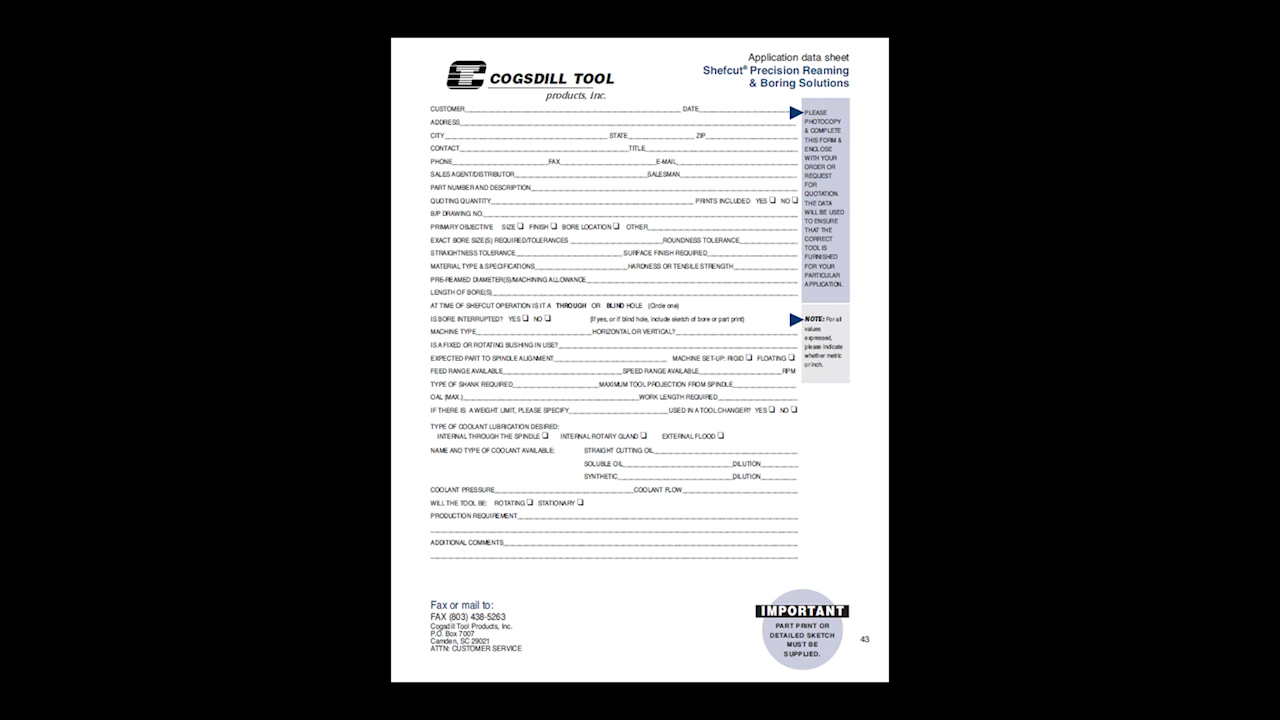 COGSDILL TOOL
products, Inc.
Application data sheet
Shefcut® Precision Reaming
& Boring Solutions
CUSTOMER DATE
ADDRESS
CITY STATE ZIP
CONTACT TITLE
PHONE FAX E-MAIL
SALES AGENT/DISTRIBUTOR SALESMAN
PART NUMBER AND DESCRIPTION
QUOTING QUANTITY PRINTS INCLUDED YES ❏ NO ❏
B/P DRAWING NO.
PRIMARY OBJECTIVE SIZE ❏ FINISH ❏ BORE LOCATION ❏ OTHER
EXACT BORE SIZE(S) REQUIRED/TOLERANCES ROUNDNESS TOLERANCE
STRAIGHTNESS TOLERANCE SURFACE FINISH REQUIRED
MATERIAL TYPE & SPECIFICATIONS HARDNESS OR TENSILE STRENGTH
PRE-REAMED DIAMETER(S)/MACHINING ALLOWANCE
LENGTH OF BORE(S)
AT TIME OF SHEFCUT OPERATION IS IT A THROUGH OR BLIND HOLE (Circle one)
IS BORE INTERRUPTED? YES ❏ NO ❏ (If yes, or if blind hole, include sketch of bore or part print)
MACHINE TYPE HORIZONTAL OR VERTICAL?
IS A FIXED OR ROTATING BUSHING IN USE?
EXPECTED PART TO SPINDLE ALIGNMENT MACHINE SET-UP: RIGID ❏ FLOATING ❏
FEED RANGE AVAILABLE SPEED RANGE AVAILABLE RPM
TYPE OF SHANK REQUIRED MAXIMUM TOOL PROJECTION FROM SPINDLE
OAL (MAX.) WORK LENGTH REQUIRED
IF THERE IS A WEIGHT LIMIT, PLEASE SPECIFY USED IN A TOOL CHANGER? YES ❏ NO ❏
TYPE OF COOLANT LUBRICATION DESIRED:
INTERNAL THROUGH THE SPINDLE ❏ INTERNAL ROTARY GLAND ❏ EXTERNAL FLOOD ❏
NAME AND TYPE OF COOLANT AVAILABLE: STRAIGHT CUTTING OIL
SOLUBLE OIL DILUTION
SYNTHETIC DILUTION
COOLANT PRESSURE COOLANT FLOW
WILL THE TOOL BE: ROTATING ❏ STATIONARY ❏
PRODUCTION REQUIREMENT
ADDITIONAL COMMENTS
PLEASE
PHOTOCOPY
& COMPLETE
THIS FORM &
ENCLOSE
WITH YOUR
ORDER OR
REQUEST
FOR
QUOTATION.
THE DATA
WILL BE USED
TO ENSURE
THAT THE
CORRECT
TOOL IS
FURNISHED
FOR YOUR
PARTICULAR
APPLICATION.
NOTE: For all
values
expressed,
please indicate
whether metric
or inch.
Fax or mail to:
FAX (803) 438-5263
Cogsdill Tool Products, Inc.
P.O. Box 7007
Camden, SC 29021
ATTN: CUSTOMER SERVICE
IMPORTANT
PART PRINT OR
DETAILED SKETCH
MUST BE
SUPPLIED.
43